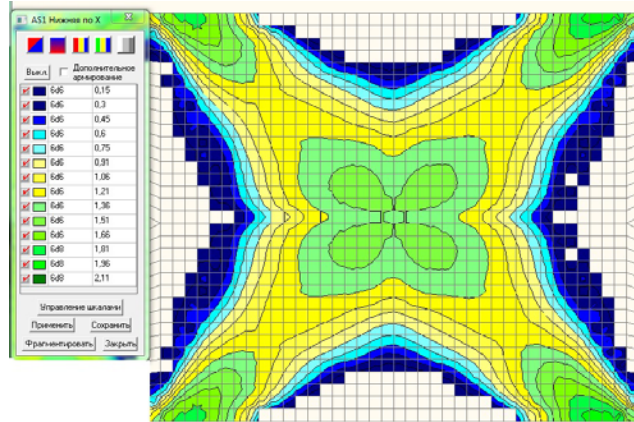 AS1 Нижняя по X
Выкл.
Дополнительное
армирование
6d6 0,15
6d6 0,3
6d6 0,45
6d6 0,6
6d6 0,75
6d6 0,91
6d6 1,06
6d6 1,21
6d6 1,36
6d6 1,51
6d6 1,66
6d8 1,81
6d8 1,96
6d8 2,11
Управление шкалами
Применить Сохранить
Фрагментировать Закрыть